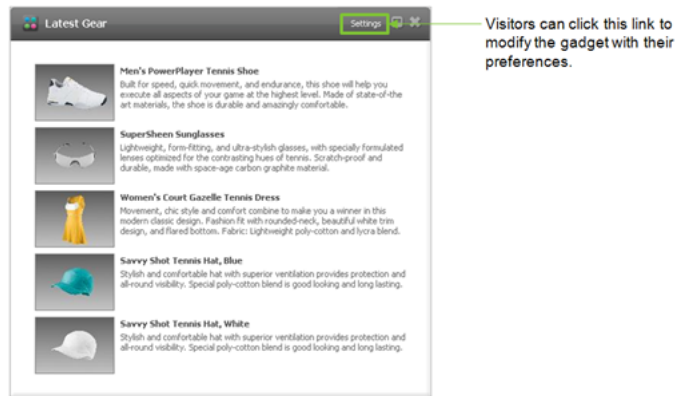 Latest Gear
Settings
Visitors can click this link to
modify the gadget with their
preferences.
Men's PowerPlayer Tennis Shoe
Built for speed, quick movement, and endurance, this shoe will help you
execute all aspects of your game at the highest level. Made of state-of-the
art materials, the shoe is durable and amazingly comfortable.
SuperSheen Sunglasses
Lightweight, form-fitting, and ultra-stylish glasses, with specially formulated
lenses optimized for the contrasting hues of tennis. Scratch-proof and
durable, made with space-age carbon graphite material.
Women's Court Gazelle Tennis Dress
Movement, chic style and comfort combine to make you a winner in this
modern classic design. Fashion fit with rounded-neck, beautiful white trim
design, and flared bottom. Fabric: Lightweight poly-cotton and lycra blend.
Savvy Shot Tennis Hat, Blue
Stylish and comfortable hat with superior ventilation provides protection and
all-round visibility. Special poly-cotton blend is good looking and long lasting.
Savvy Shot Tennis Hat, White
Stylish and comfortable hat with superior ventilation provides protection and
all-round visibility. Special poly-cotton blend is good looking and long lasting.